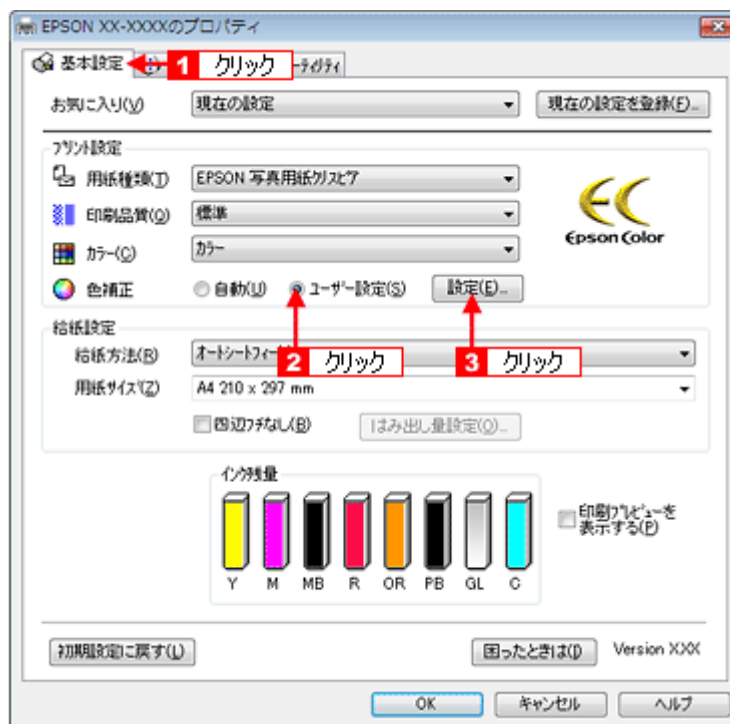 EPSON XX-XXXXのプロパティ
基本設定 1 クリック ーティリティ
お気に入り(V) 現在の設定 現在の設定を登録(F)...
プリント設定
用紙種類(T) EPSON 写真用紙クリスピア
印刷品質(Q) 標準
カラー(C) カラー
Epson Color
色補正 自動(U) ユーザー設定(S) 設定(E)...
給紙設定
給紙方法(R) オートシートフィー
2 クリック 3 クリック
用紙サイズ(Z) A4 210 x 297 mm
四辺フチなし(B) はみ出し量設定(O)...
インク残量
印刷プレビューを
表示する(P)
Y M MB R OR PB GL C
初期設定に戻す(L) 困ったときは(I) Version X.XX
OK キャンセル ヘルプ